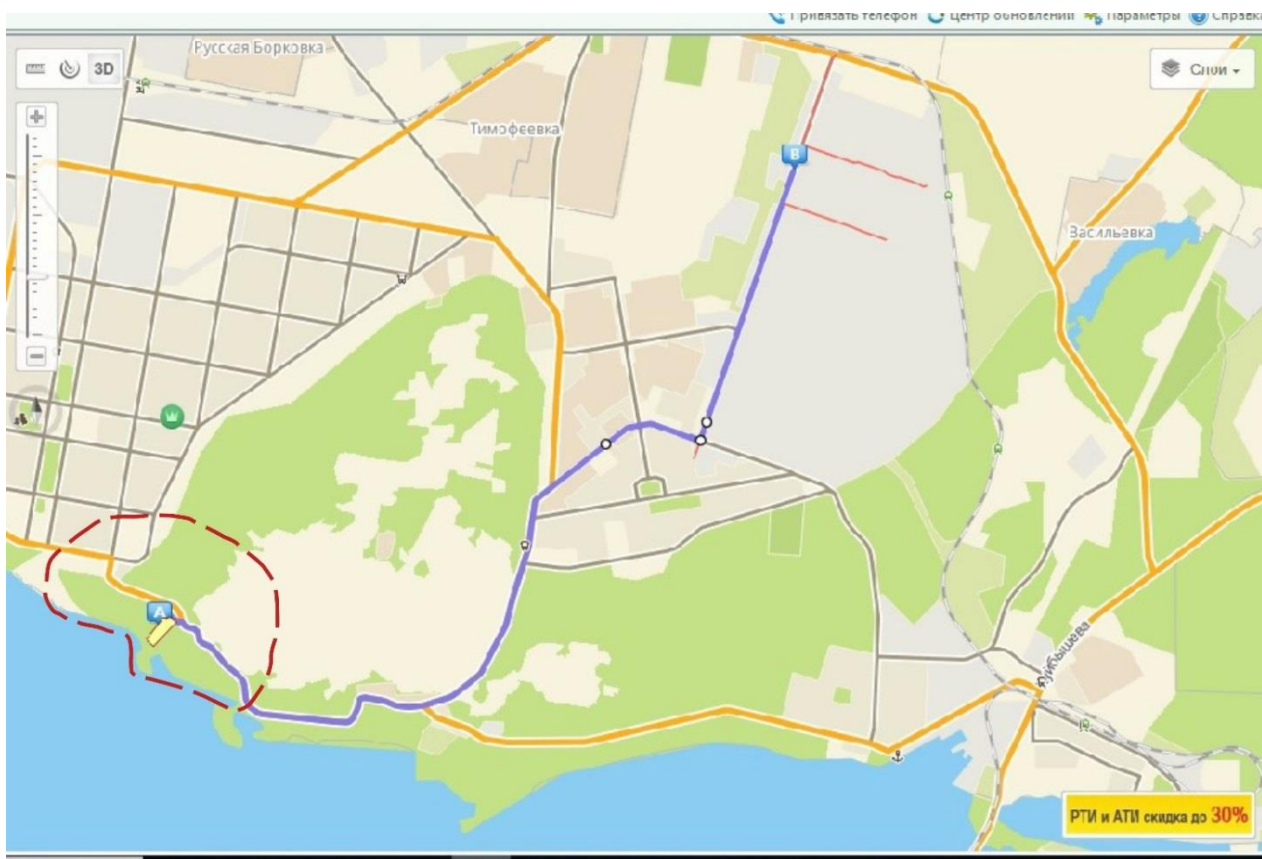 Привязать телефон Центр обновлений Параметры Справка
Русская Борковка
3D
Слои
Тимофеевка
B
Васильевка
A
Куйбышева
РТИ и АТИ скидка до 30%